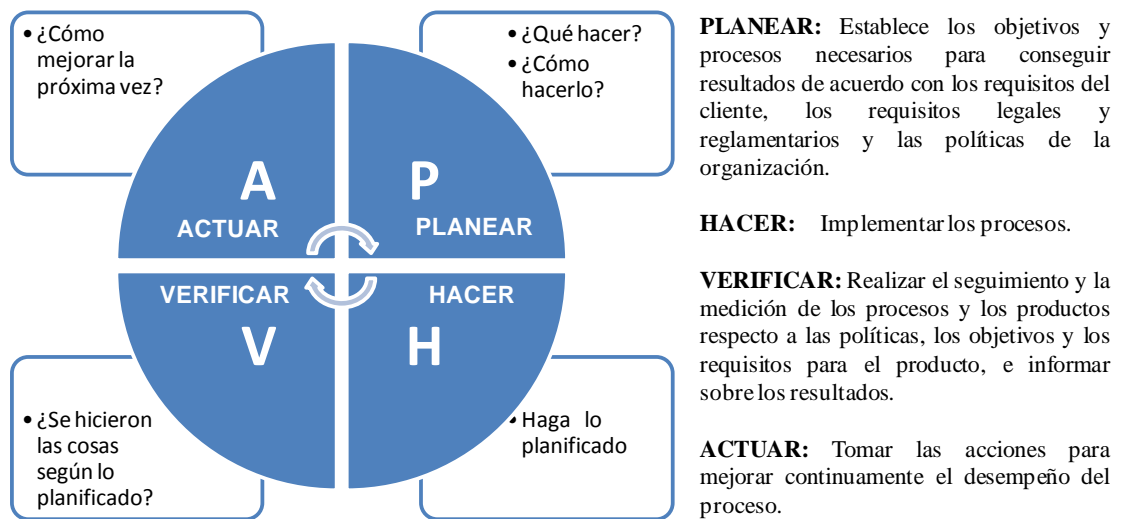 • ¿Cómo
mejorar la
próxima vez?
• ¿Qué hacer?
• ¿Cómo
hacerlo?
A
ACTUAR
P
PLANEAR
VERIFICAR
V
HACER
H
• ¿Se hicieron
las cosas
según lo
planificado?
• Haga lo
planificado
PLANEAR: Establece los objetivos y
procesos necesarios para conseguir
resultados de acuerdo con los requisitos del
cliente, los requisitos legales y
reglamentarios y las políticas de la
organización.
HACER: Implementar los procesos.
VERIFICAR: Realizar el seguimiento y la
medición de los procesos y los productos
respecto a las políticas, los objetivos y los
requisitos para el producto, e informar
sobre los resultados.
ACTUAR: Tomar las acciones para
mejorar continuamente el desempeño del
proceso.